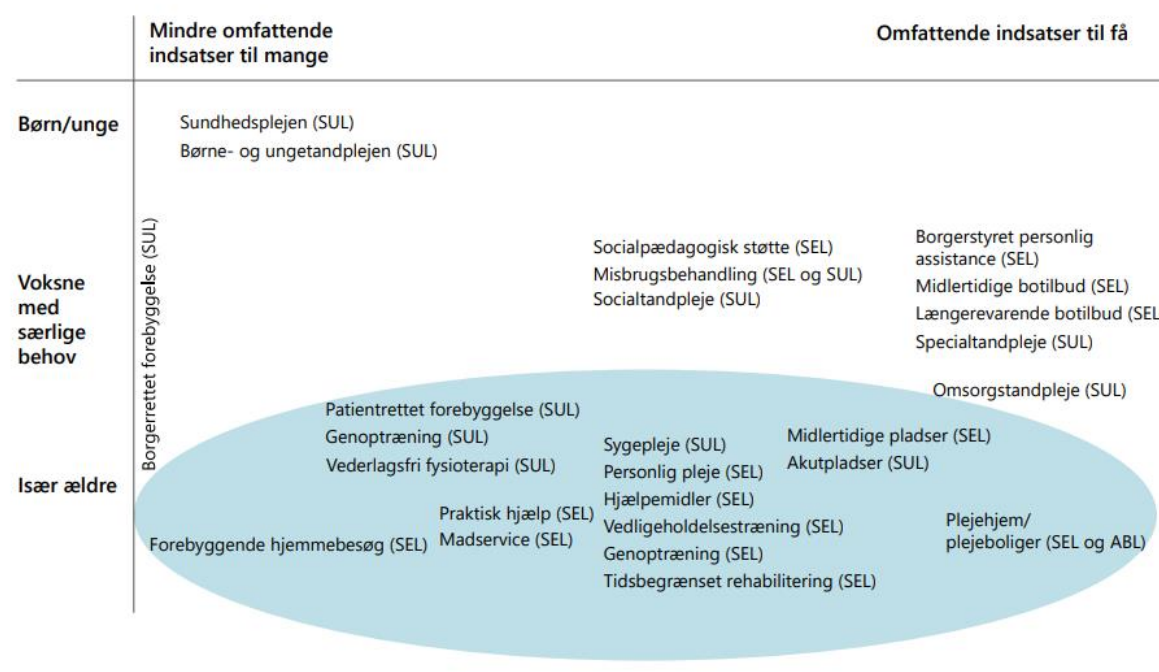 Mindre omfattende
indsatser til mange
Omfattende indsatser til få
Børn/unge
Sundhedsplejen (SUL)
Børne- og ungetandplejen (SUL)
Borgerrettet forebyggelse (SUL)
Voksne
med
særlige
behov
Socialpædagogisk støtte (SEL)
Misbrugsbehandling (SEL og SUL)
Socialtandpleje (SUL)
Borgerstyret personlig
assistance (SEL)
Midlertidige botilbud (SEL)
Længerevarende botilbud (SEL
Specialtandpleje (SUL)
Omsorgstandpleje (SUL)
Især ældre
Patientrettet forebyggelse (SUL)
Genoptræning (SUL)
Vederlagsfri fysioterapi (SUL)
Forebyggende hjemmebesøg (SEL)
Praktisk hjælp (SEL)
Madservice (SEL)
Sygepleje (SUL)
Personlig pleje (SEL)
Hjælpemidler (SEL)
Vedligeholdelsestræning (SEL)
Genoptræning (SEL)
Tidsbegrænset rehabilitering (SEL)
Midlertidige pladser (SEL)
Akutpladser (SUL)
Plejehjem/
plejeboliger (SEL og ABL)